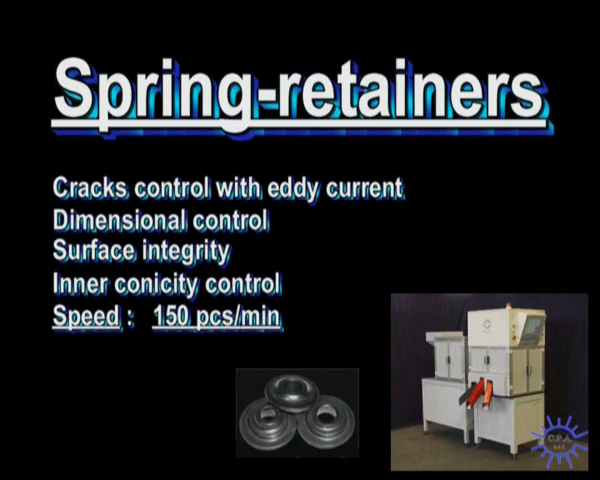 Spring-retainers
Cracks control with eddy current
Dimensional control
Surface integrity
Inner conicity control
Speed : 150 pcs/min
C.P.A.